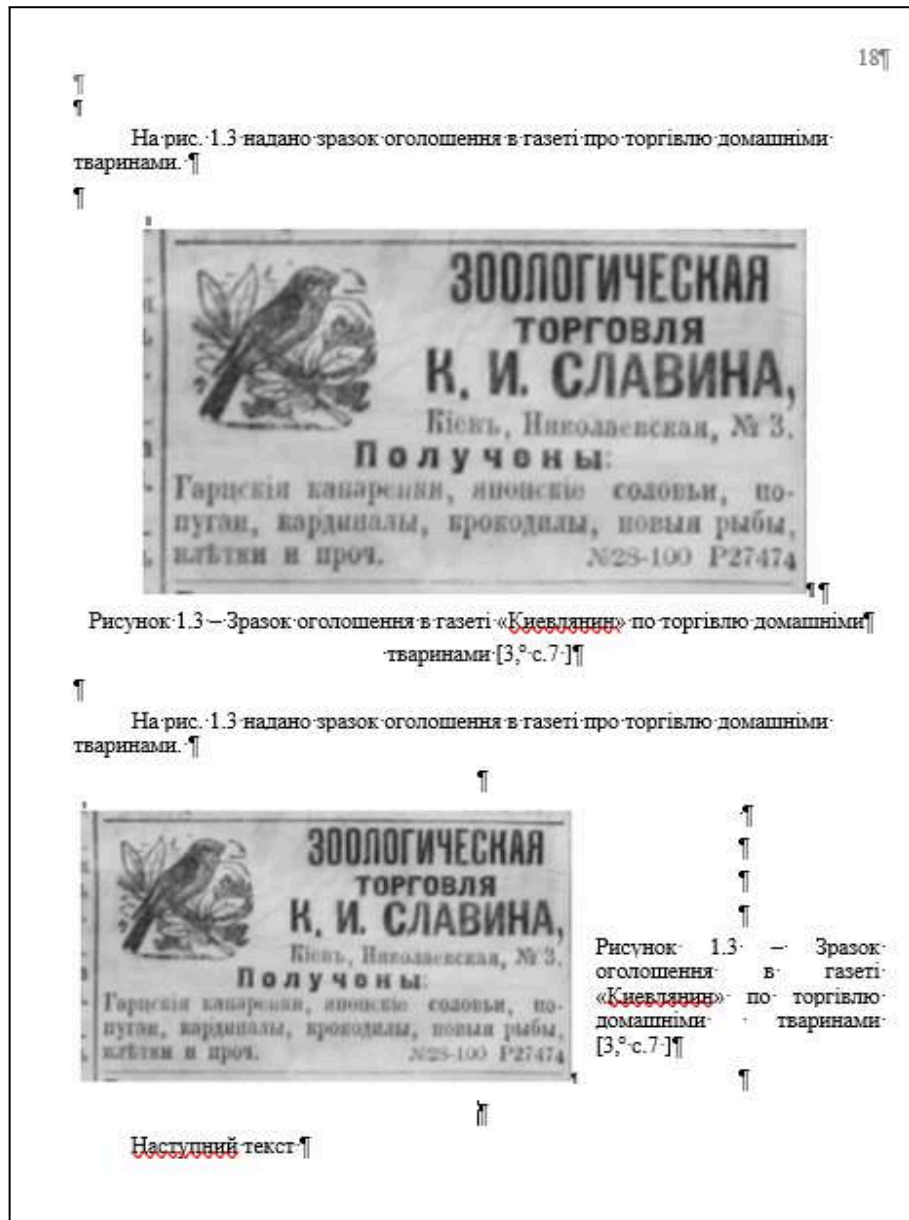 18¶
¶
¶
На рис. 1.3 надано зразок оголошення в газеті про торгівлю домашніми
тваринами. ¶
¶
ЗООЛОГИЧЕСКАЯ
ТОРГОВЛЯ
К. И. СЛАВИНА,
Кіевъ, Николаевская, № 3.
Получены:
Гарцскія канарейки, японскіе соловьи, по-
пугаи, кардиналы, крокодилы, новыя рыбы,
клѣтки и проч. №28-100 Р27474
¶¶
Рисунок 1.3 – Зразок оголошення в газеті «Киевлянин» по торгівлю домашніми¶
тваринами [3,° с.7 ]¶
¶
На рис. 1.3 надано зразок оголошення в газеті про торгівлю домашніми
тваринами. ¶
¶
ЗООЛОГИЧЕСКАЯ
ТОРГОВЛЯ
К. И. СЛАВИНА,
Кіевъ, Николаевская, № 3.
Получены:
Гарцскія канарейки, японскіе соловьи, по-
пугаи, кардиналы, крокодилы, новыя рыбы,
клѣтки и проч. №28-100 Р27474
¶
¶
¶
¶
¶
Рисунок 1.3 – Зразок
оголошення в газеті
«Киевлянин» по торгівлю
домашніми тваринами
[3,° с.7 ]¶
¶
¶
Наступний текст ¶